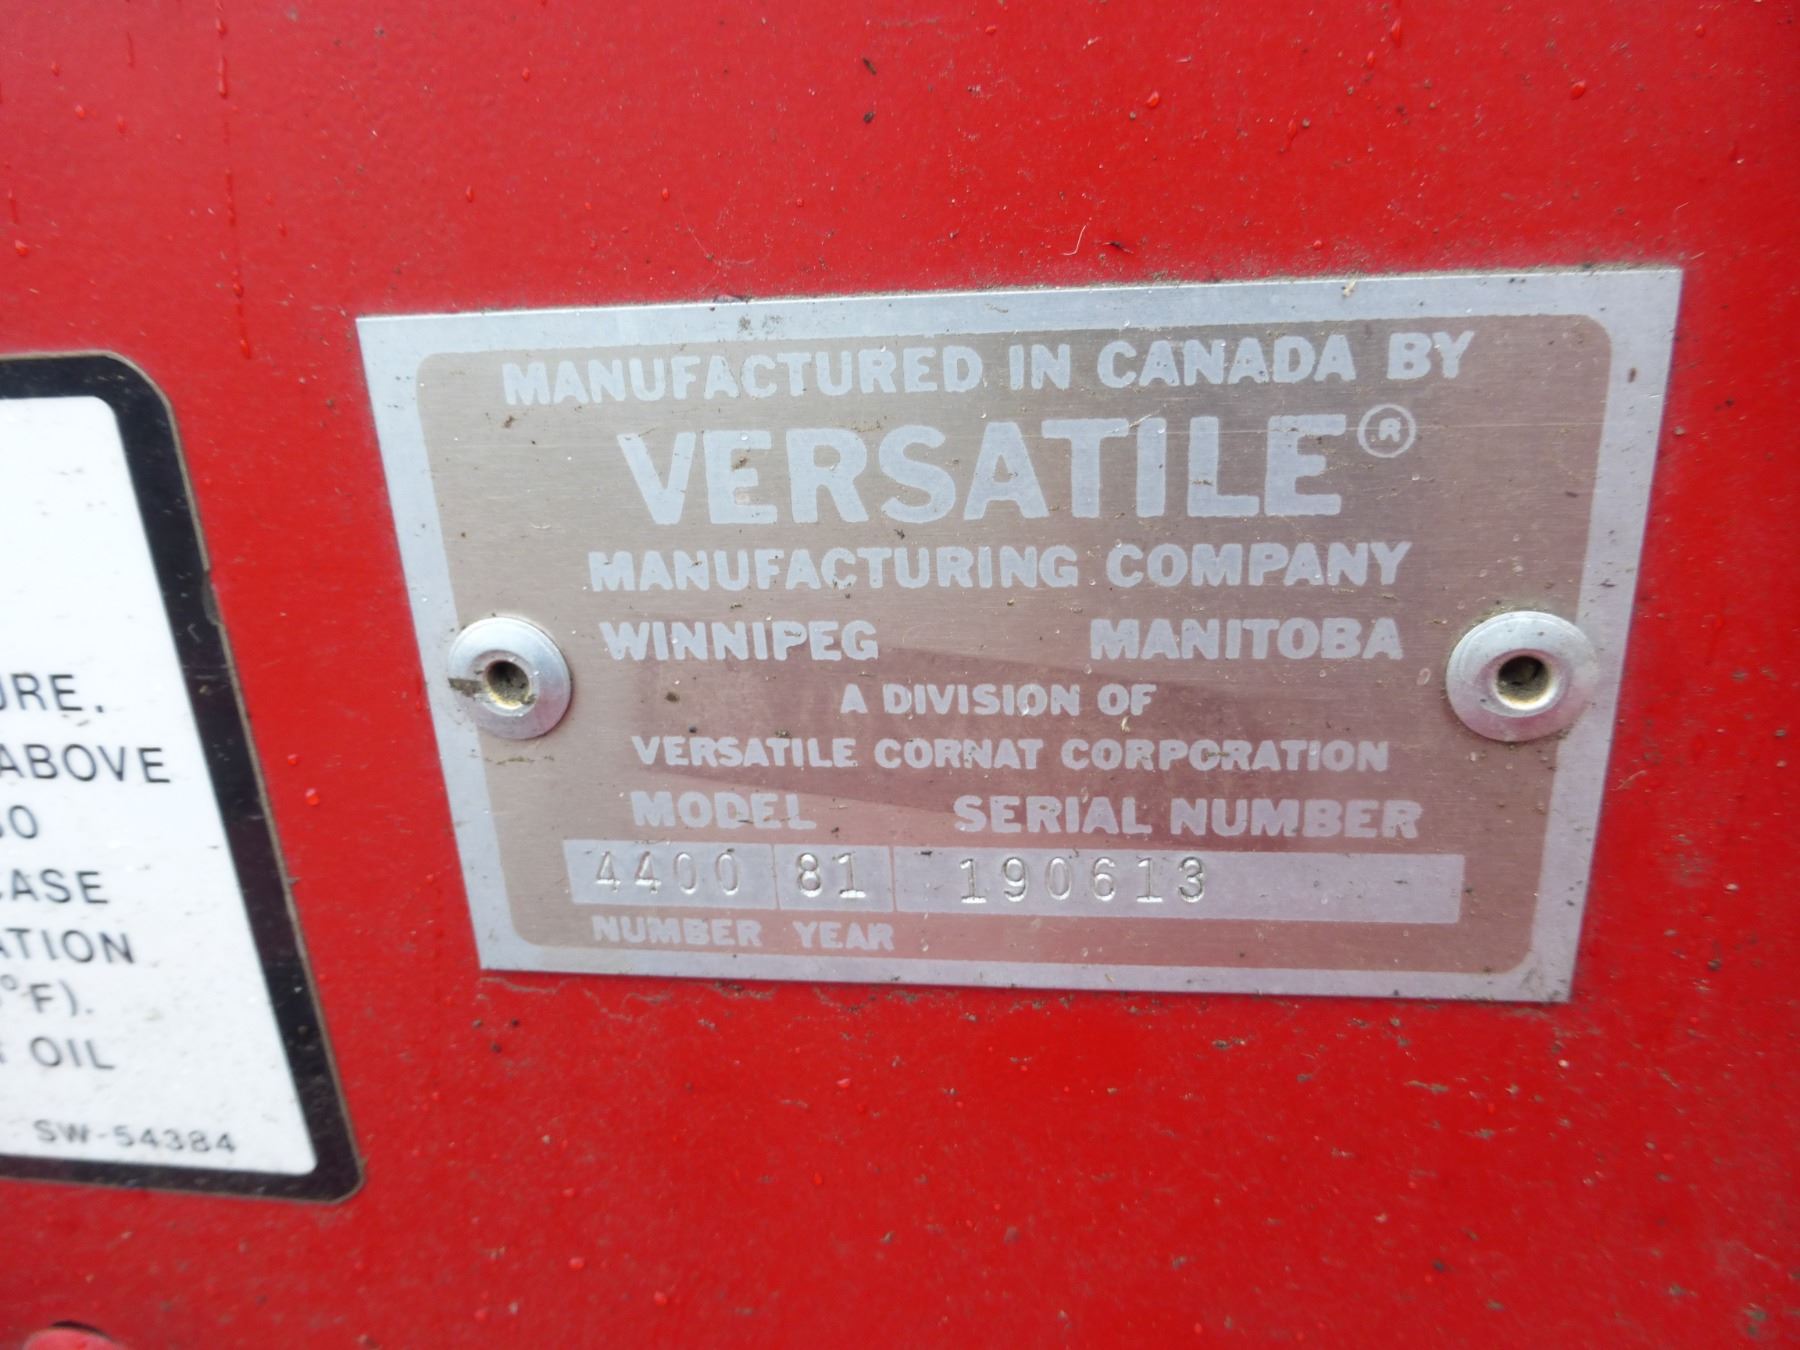 MANUFACTURED IN CANADA BY
VERSATILE®
MANUFACTURING COMPANY
WINNIPEG MANITOBA
A DIVISION OF
VERSATILE CORNAT CORPORATION
MODEL SERIAL NUMBER
4400 81 190613
NUMBER YEAR
URE.
ABOVE
CASE
ATION
°F).
OIL
SW-54384